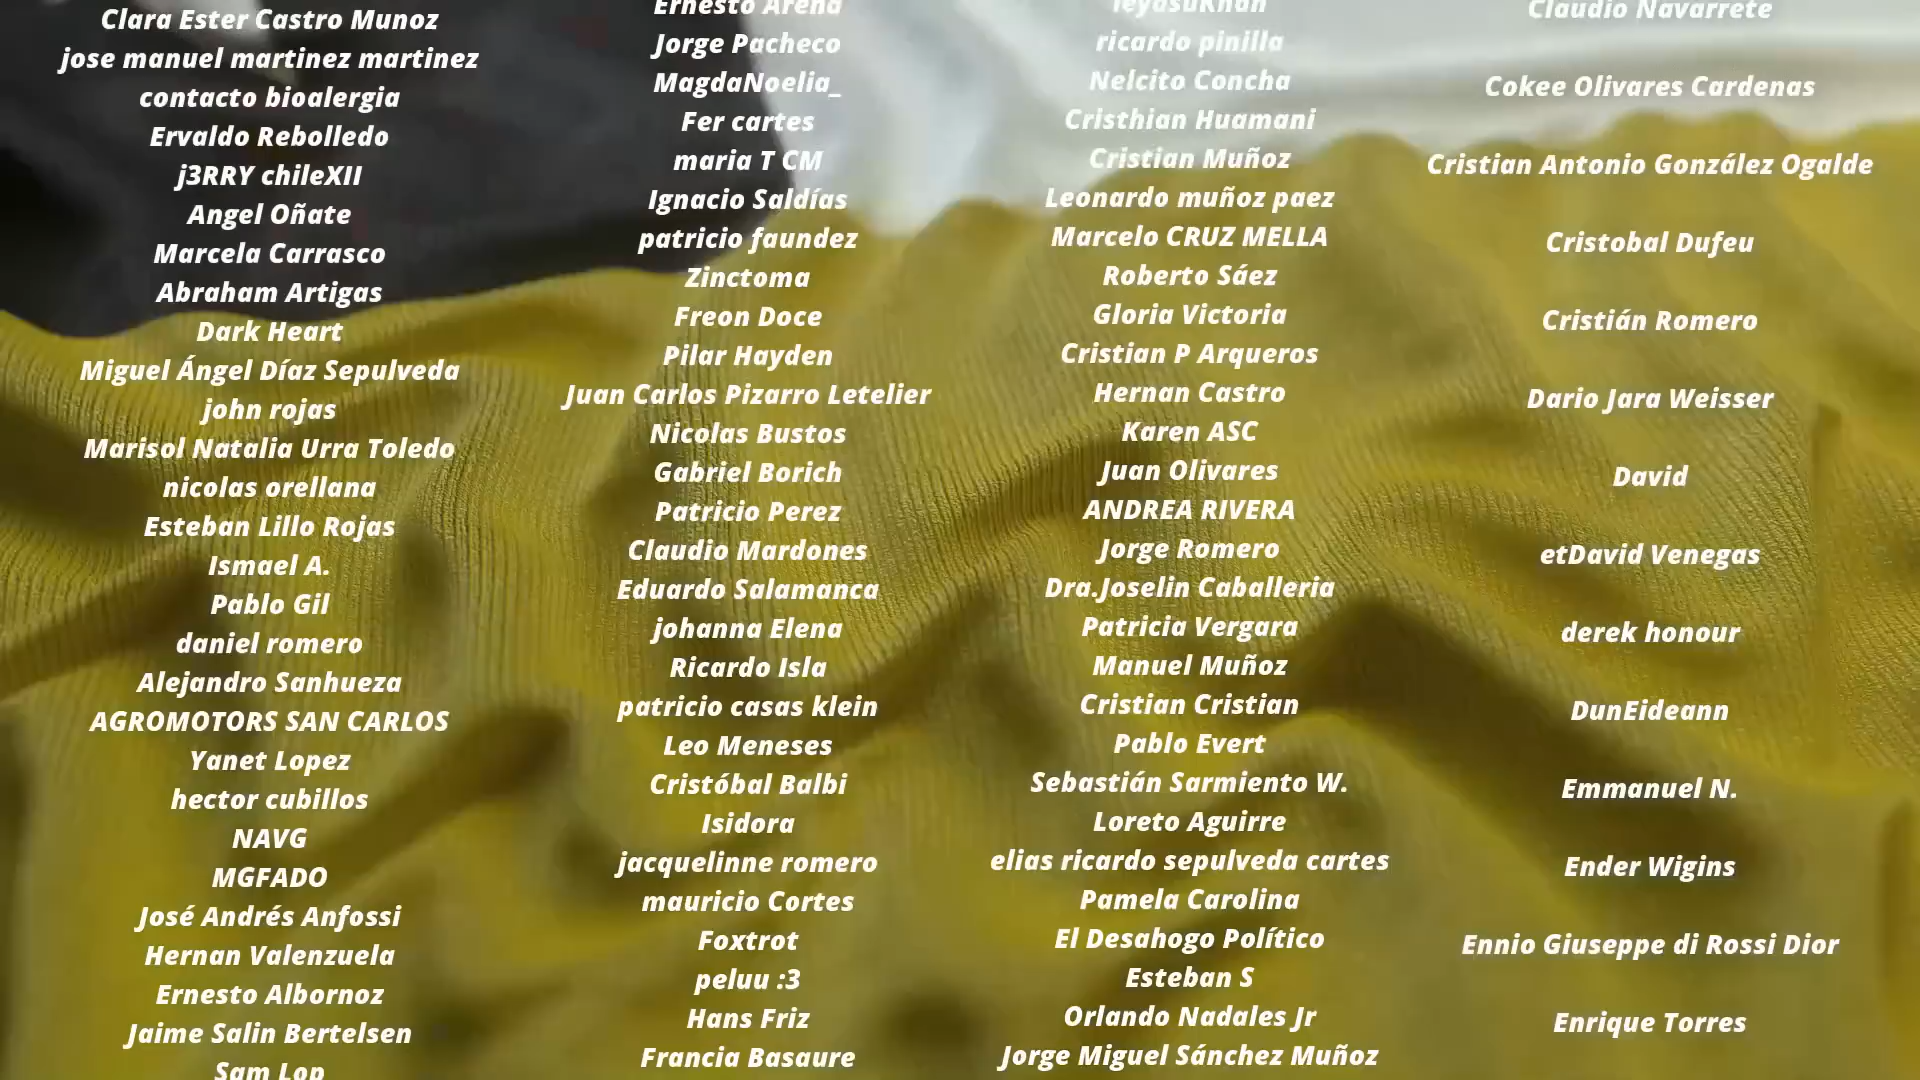 Clara Ester Castro Munoz
jose manuel martinez martinez
contacto bioalergia
Ervaldo Rebolledo
j3RRY chileXII
Angel Oñate
Marcela Carrasco
Abraham Artigas
Dark Heart
Miguel Ángel Díaz Sepulveda
john rojas
Marisol Natalia Urra Toledo
nicolas orellana
Esteban Lillo Rojas
Ismael A.
Pablo Gil
daniel romero
Alejandro Sanhueza
AGROMOTORS SAN CARLOS
Yanet Lopez
hector cubillos
NAVG
MGFADO
José Andrés Anfossi
Hernan Valenzuela
Ernesto Albornoz
Jaime Salin Bertelsen
Sam Lop
Ernesto Arena
Jorge Pacheco
MagdaNoelia_
Fer cartes
maria T CM
Ignacio Saldías
patricio faundez
Zinctoma
Freon Doce
Pilar Hayden
Juan Carlos Pizarro Letelier
Nicolas Bustos
Gabriel Borich
Patricio Perez
Claudio Mardones
Eduardo Salamanca
johanna Elena
Ricardo Isla
patricio casas klein
Leo Meneses
Cristóbal Balbi
Isidora
jacquelinne romero
mauricio Cortes
Foxtrot
peluu :3
Hans Friz
Francia Basaure
ricardo pinilla
Nelcito Concha
Cristhian Huamani
Cristian Muñoz
Leonardo muñoz paez
Marcelo CRUZ MELLA
Roberto Sáez
Gloria Victoria
Cristian P Arqueros
Hernan Castro
Karen ASC
Juan Olivares
ANDREA RIVERA
Jorge Romero
Dra.Joselin Caballeria
Patricia Vergara
Manuel Muñoz
Cristian Cristian
Pablo Evert
Sebastián Sarmiento W.
Loreto Aguirre
elias ricardo sepulveda cartes
Pamela Carolina
El Desahogo Político
Esteban S
Orlando Nadales Jr
Jorge Miguel Sánchez Muñoz
Claudio Navarrete
Cokee Olivares Cardenas
Cristian Antonio González Ogalde
Cristobal Dufeu
Cristián Romero
Dario Jara Weisser
David
etDavid Venegas
derek honour
DunEideann
Emmanuel N.
Ender Wigins
Ennio Giuseppe di Rossi Dior
Enrique Torres